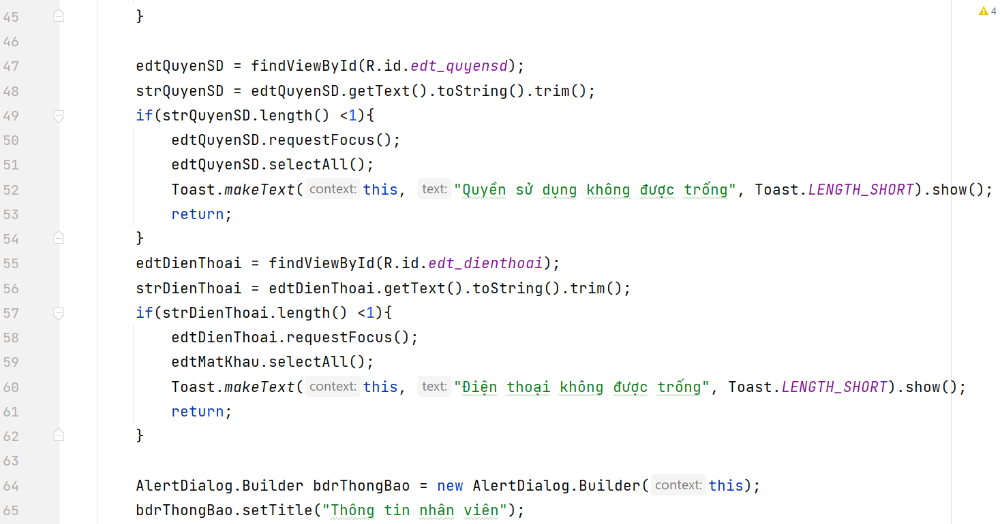 45 }
⚠ 4
46
47 edtQuyenSD = findViewById(R.id.edt_quyensd);
48 strQuyenSD = edtQuyenSD.getText().toString().trim();
49 if(strQuyenSD.length() <1){
50 edtQuyenSD.requestFocus();
51 edtQuyenSD.selectAll();
52 Toast.makeText( context: this, text: "Quyền sử dụng không được trống", Toast.LENGTH_SHORT).show();
53 return;
54 }
55 edtDienThoai = findViewById(R.id.edt_dienthoai);
56 strDienThoai = edtDienThoai.getText().toString().trim();
57 if(strDienThoai.length() <1){
58 edtDienThoai.requestFocus();
59 edtMatKhau.selectAll();
60 Toast.makeText( context: this, text: "Điện thoại không được trống", Toast.LENGTH_SHORT).show();
61 return;
62 }
63
64 AlertDialog.Builder bdrThongBao = new AlertDialog.Builder( context: this);
65 bdrThongBao.setTitle("Thông tin nhân viên");